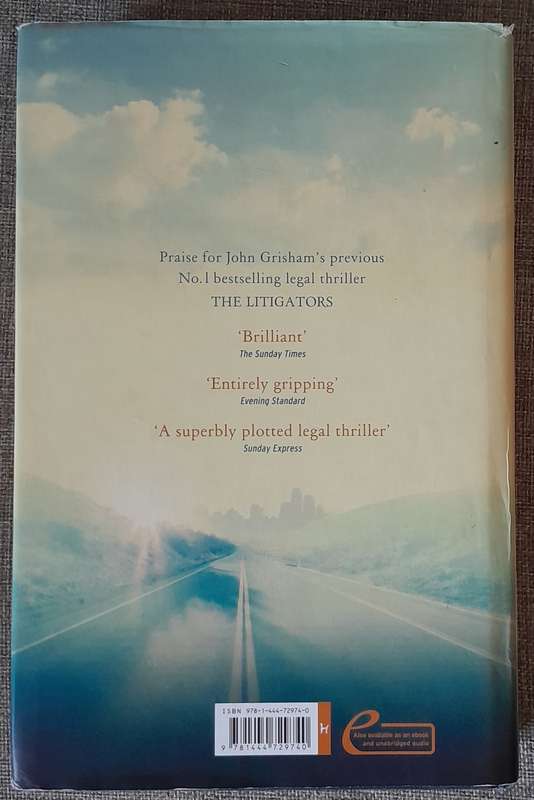 Praise for John Grisham's previous
No.1 bestselling legal thriller
THE LITIGATORS
‘Brilliant’
The Sunday Times
‘Entirely gripping’
Evening Standard
‘A superbly plotted legal thriller’
Sunday Express
ISBN 978-1-444-72974-0
9 781444 729740
H
e
Also available as an ebook
and unabridged audio